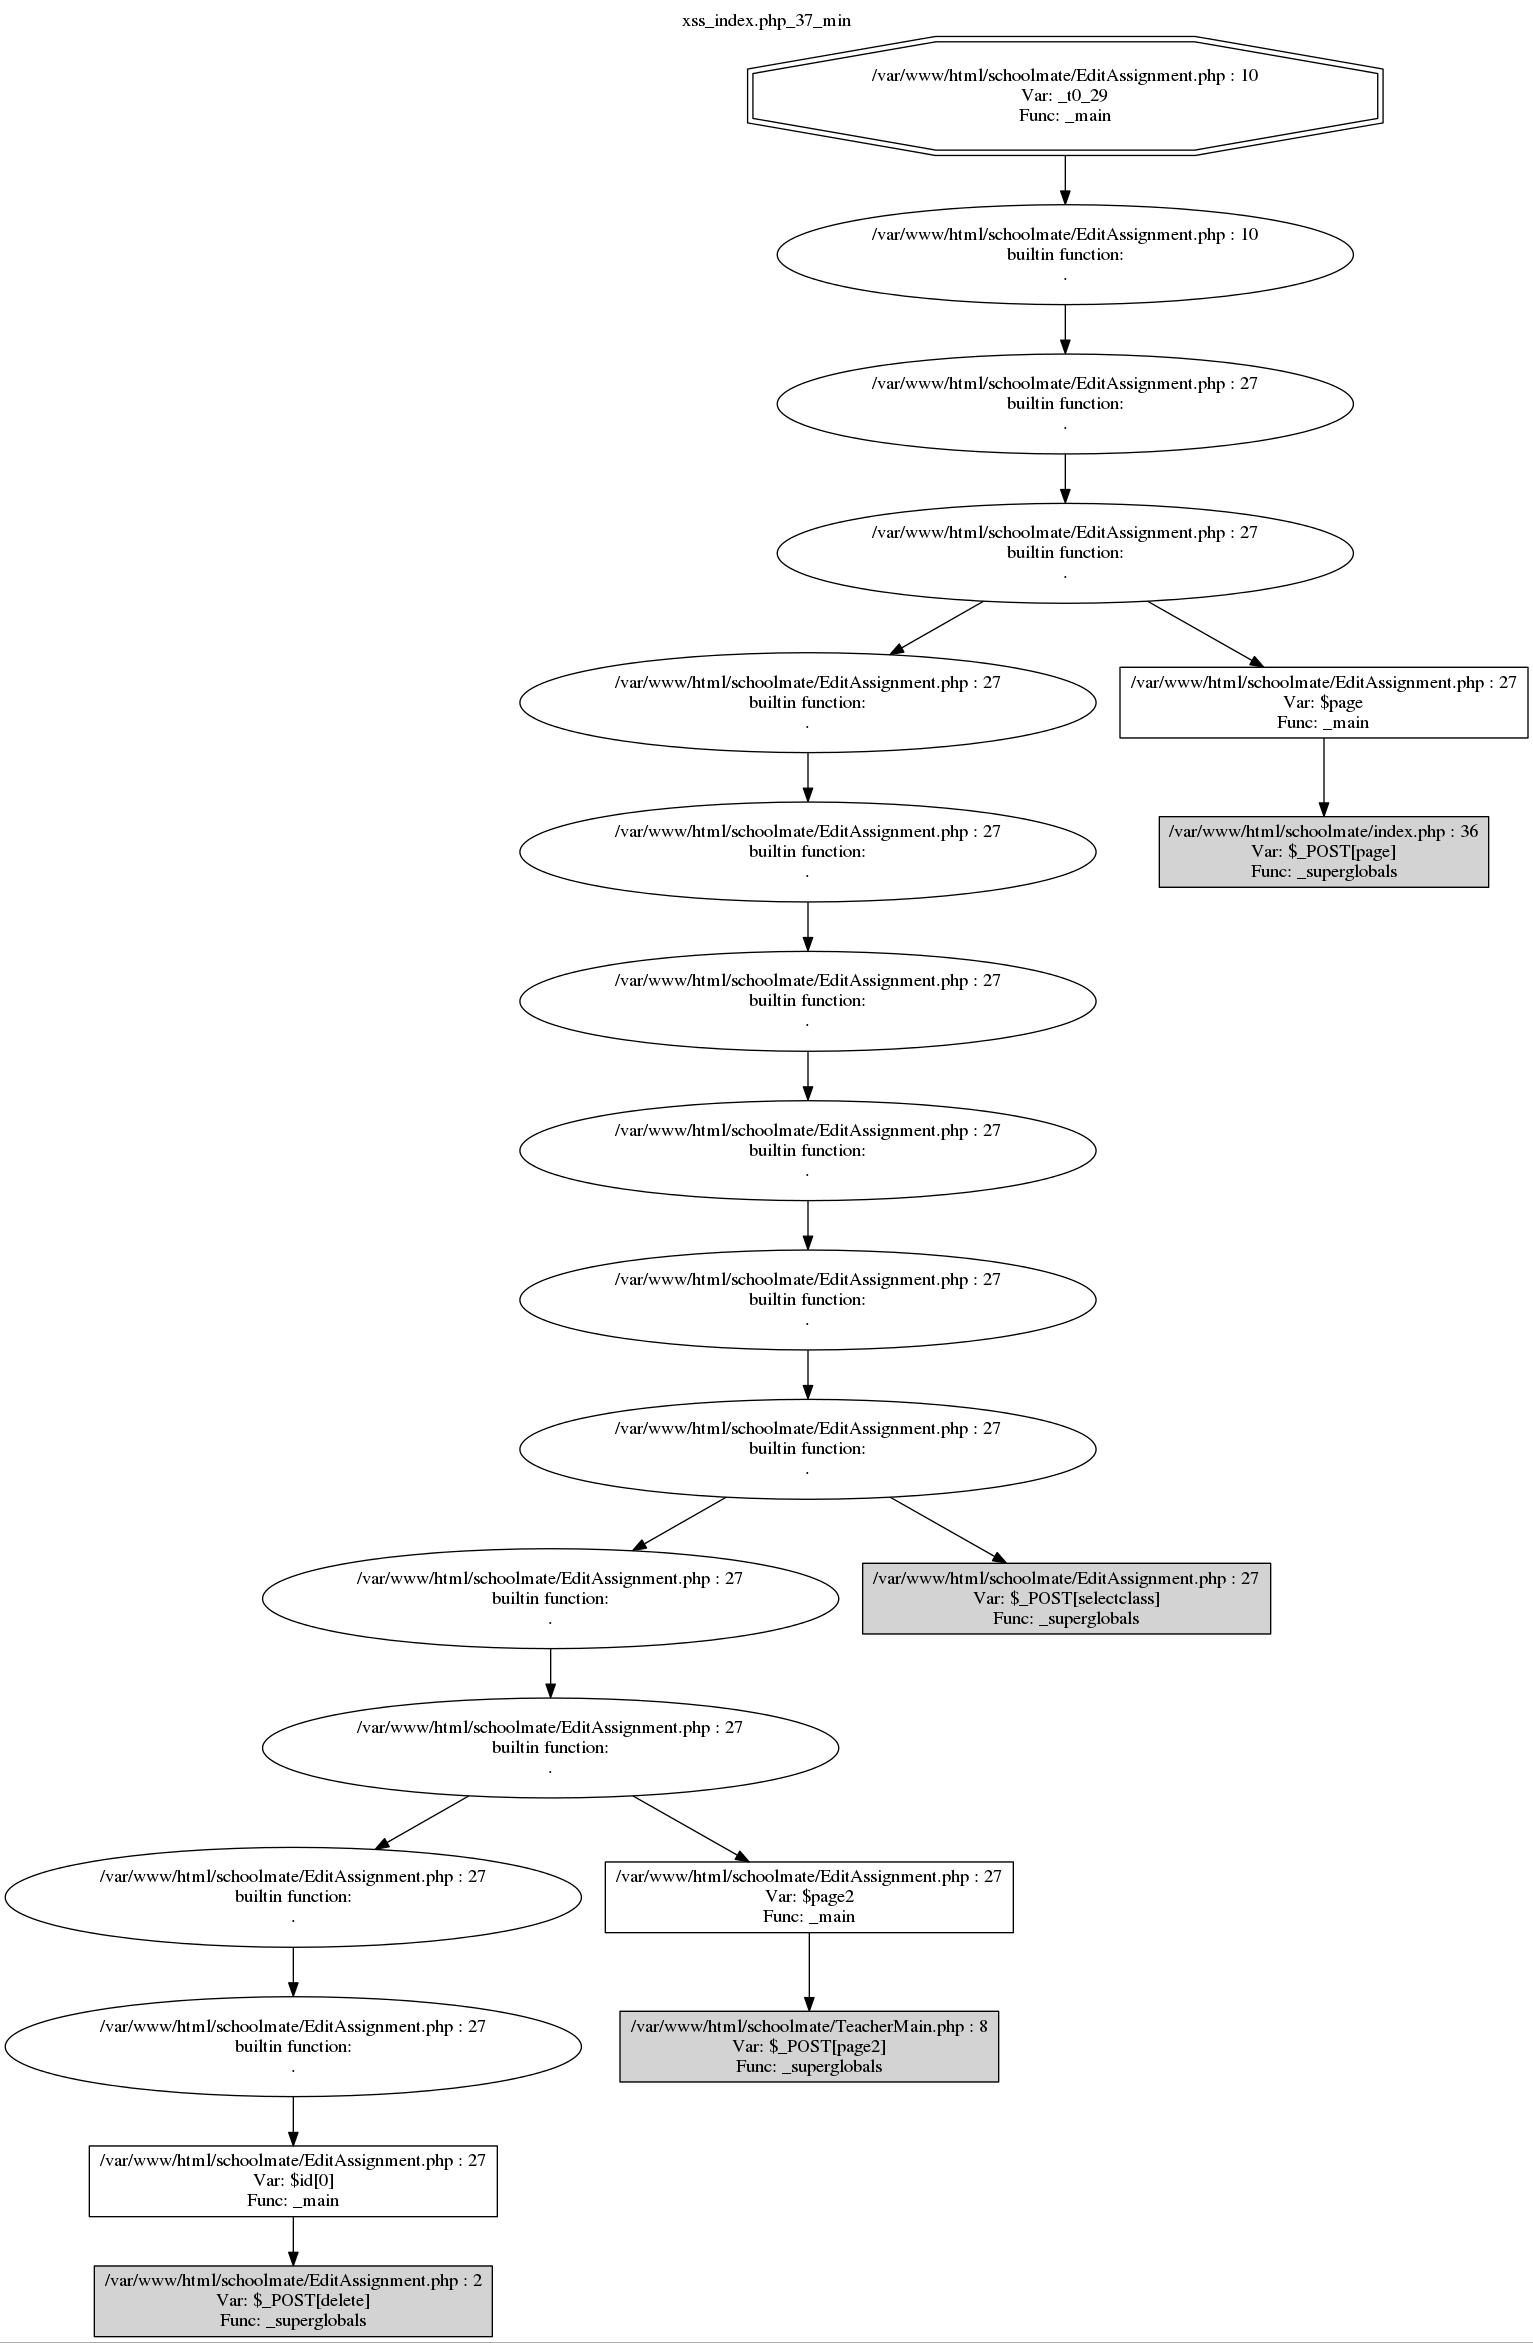 xss_index.php_37_min
/var/www/html/schoolmate/EditAssignment.php : 10
Var: _t0_29
Func: _main
/var/www/html/schoolmate/EditAssignment.php : 10
builtin function:
.
/var/www/html/schoolmate/EditAssignment.php : 27
builtin function:
.
/var/www/html/schoolmate/EditAssignment.php : 27
builtin function:
.
/var/www/html/schoolmate/EditAssignment.php : 27
builtin function:
.
/var/www/html/schoolmate/EditAssignment.php : 27
Var: $page
Func: _main
/var/www/html/schoolmate/EditAssignment.php : 27
builtin function:
.
/var/www/html/schoolmate/index.php : 36
Var: $_POST[page]
Func: _superglobals
/var/www/html/schoolmate/EditAssignment.php : 27
builtin function:
.
/var/www/html/schoolmate/EditAssignment.php : 27
builtin function:
.
/var/www/html/schoolmate/EditAssignment.php : 27
builtin function:
.
/var/www/html/schoolmate/EditAssignment.php : 27
builtin function:
.
/var/www/html/schoolmate/EditAssignment.php : 27
builtin function:
.
/var/www/html/schoolmate/EditAssignment.php : 27
Var: $_POST[selectclass]
Func: _superglobals
/var/www/html/schoolmate/EditAssignment.php : 27
builtin function:
.
/var/www/html/schoolmate/EditAssignment.php : 27
builtin function:
.
/var/www/html/schoolmate/EditAssignment.php : 27
Var: $page2
Func: _main
/var/www/html/schoolmate/EditAssignment.php : 27
builtin function:
.
/var/www/html/schoolmate/TeacherMain.php : 8
Var: $_POST[page2]
Func: _superglobals
/var/www/html/schoolmate/EditAssignment.php : 27
Var: $id[0]
Func: _main
/var/www/html/schoolmate/EditAssignment.php : 2
Var: $_POST[delete]
Func: _superglobals